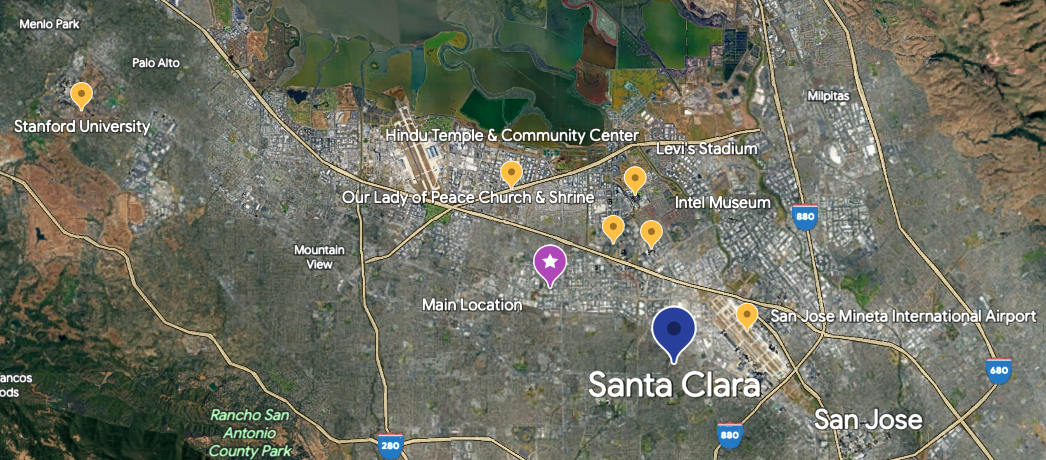 Menlo Park
Palo Alto
Stanford University
Milpitas
Hindu Temple & Community Center
Levi's Stadium
Our Lady of Peace Church & Shrine
Intel Museum
880
Mountain
View
Main Location
San Jose Mineta International Airport
Santa Clara
680
ancos
ods
San Jose
Rancho San
Antonio
County Park
880
280